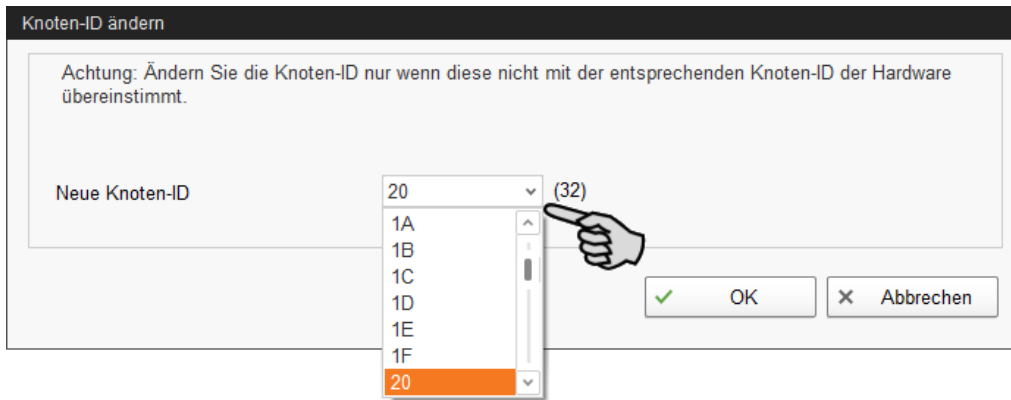 Knoten-ID ändern
Achtung: Ändern Sie die Knoten-ID nur wenn diese nicht mit der entsprechenden Knoten-ID der Hardware
übereinstimmt.
Neue Knoten-ID 20 (32)
1A
1B
1C
1D
1E
1F
20
OK Abbrechen